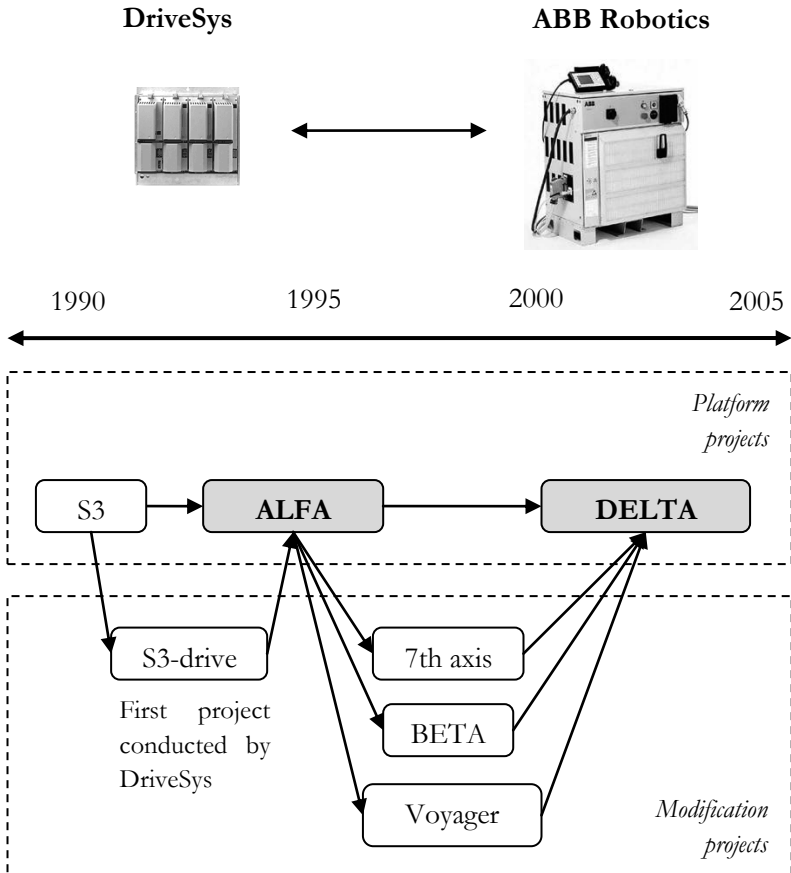 DriveSys
ABB Robotics
ABB
1990
1995
2000
2005
Platform
projects
S3
ALFA
DELTA
S3-drive
7th axis
First project
conducted by
DriveSys
BETA
Voyager
Modification
projects